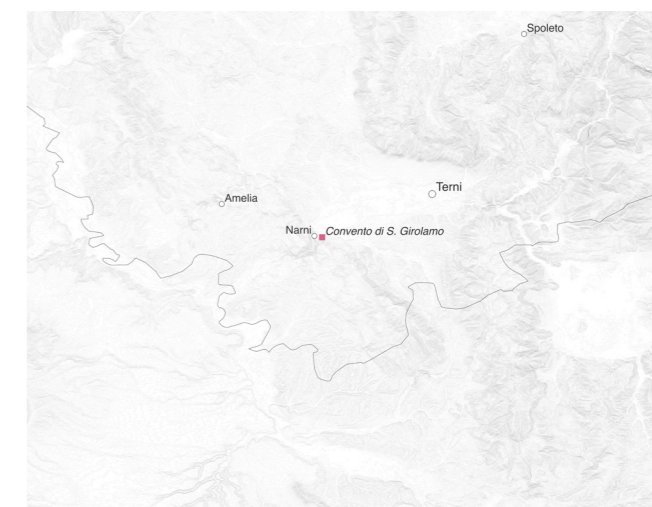 Spoleto
Terni
Amelia
Narni
Convento di S. Girolamo